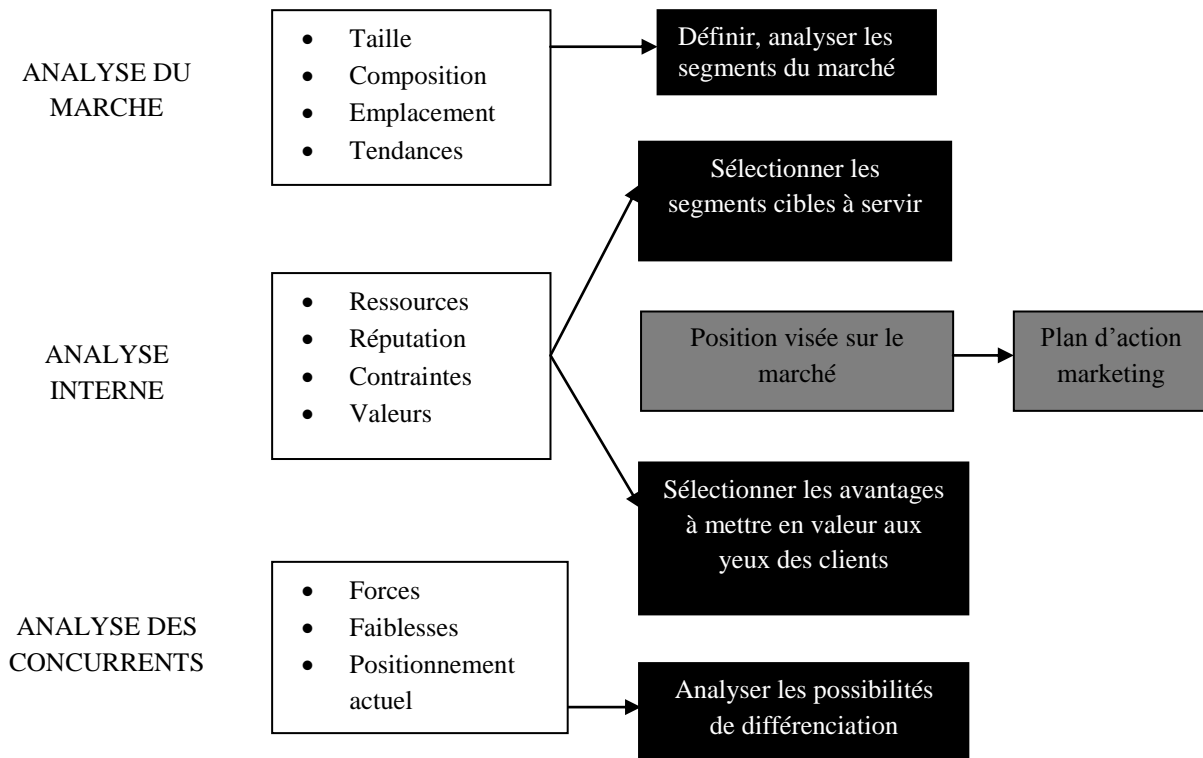 ANALYSE DU
MARCHE
• Taille
• Composition
• Emplacement
• Tendances
Définir, analyser les
segments du marché
Sélectionner les
segments cibles à servir
ANALYSE
INTERNE
• Ressources
• Réputation
• Contraintes
• Valeurs
Position visée sur le
marché
Plan d’action
marketing
Sélectionner les avantages
à mettre en valeur aux
yeux des clients
ANALYSE DES
CONCURRENTS
• Forces
• Faiblesses
• Positionnement
actuel
Analyser les possibilités
de différenciation